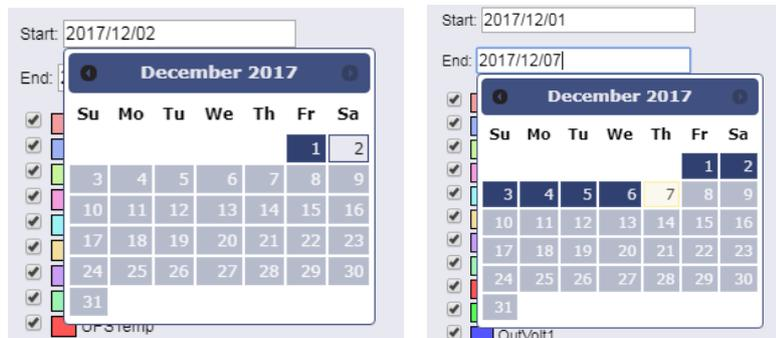 Start: 2017/12/02
End:
December 2017
Su Mo Tu We Th Fr Sa
1 2
3 4 5 6 7 8 9
10 11 12 13 14 15 16
17 18 19 20 21 22 23
24 25 26 27 28 29 30
31
UPSTemp
Start: 2017/12/01
End: 2017/12/07
December 2017
Su Mo Tu We Th Fr Sa
1 2
3 4 5 6 7 8 9
10 11 12 13 14 15 16
17 18 19 20 21 22 23
24 25 26 27 28 29 30
31
OutVolt1